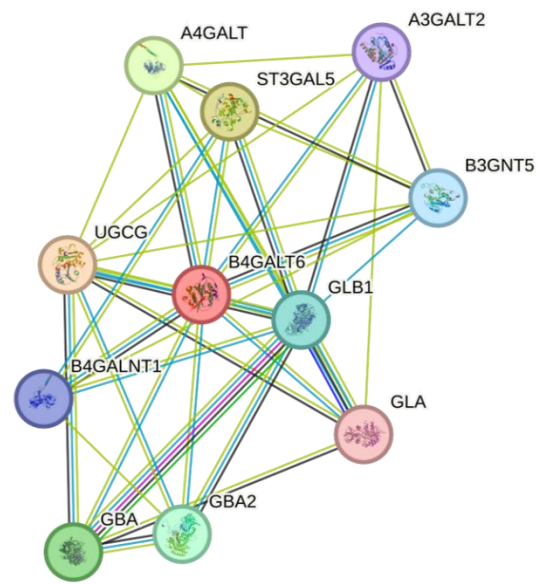 A4GALT
A3GALT2
ST3GAL5
B3GNT5
UGCG
B4GALT6
GLB1
B4GALNT1
GLA
GBA2
GBA